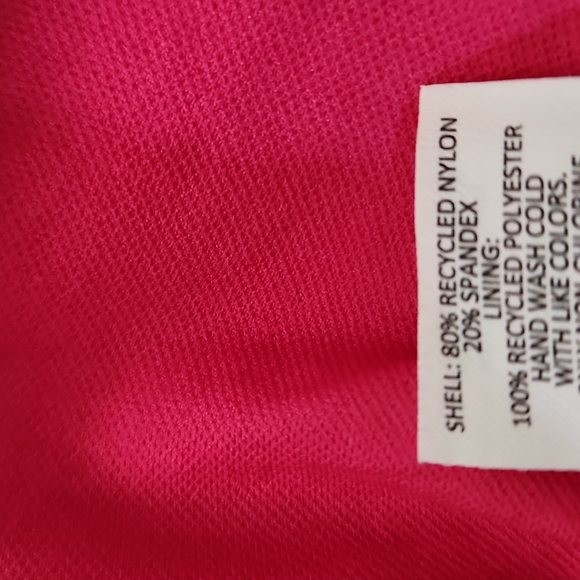 SHELL: 80% RECYCLED NYLON
20% SPANDEX
LINING:
100% RECYCLED POLYESTER
HAND WASH COLD
WITH LIKE COLORS.